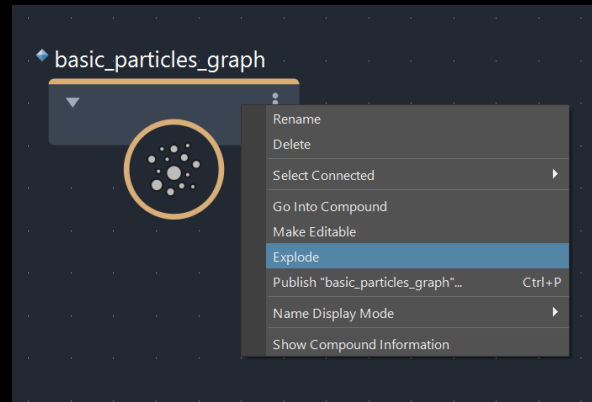 basic_particles_graph
Rename
Delete
Select Connected
Go Into Compound
Make Editable
Explode
Publish "basic_particles_graph"... Ctrl+P
Name Display Mode
Show Compound Information